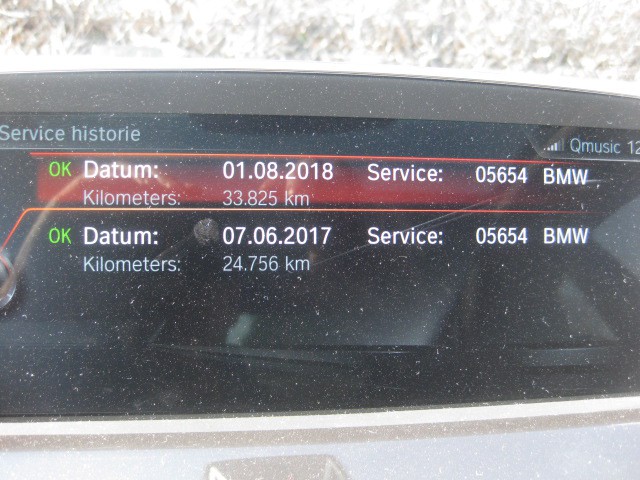 Service historie
Qmusic 12
OK Datum: 01.08.2018 Service: 05654 BMW
Kilometers: 33.825 km
OK Datum: 07.06.2017 Service: 05654 BMW
Kilometers: 24.756 km